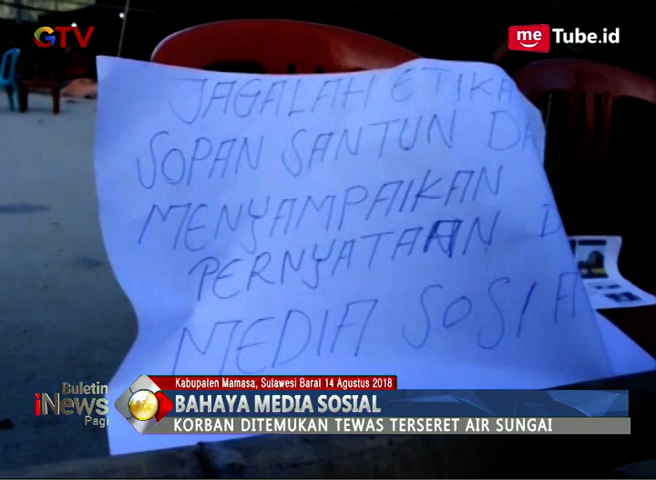 GTV
me Tube.id
JAGALAH ETIKA
SOPAN SANTUN DA
MENYAMPAIKAN
PERNYATAAN D
MEDIA SOSIA
Kabupalen Mamasa, Sulawesi Barat 14 Agustus 2018
Buletin
iNews
Pagi
BAHAYA MEDIA SOSIAL
KORBAN DITEMUKAN TEWAS TERSERET AIR SUNGAI